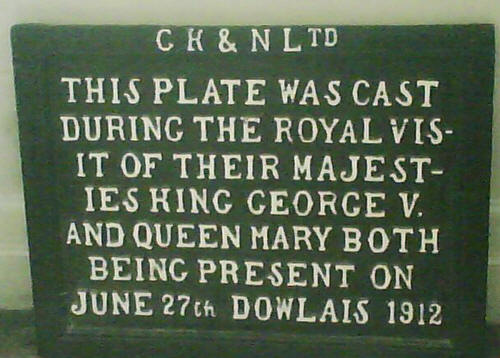 G K & N LTD
THIS PLATE WAS CAST
DURING THE ROYAL VIS-
IT OF THEIR MAJEST-
IES KING GEORGE V.
AND QUEEN MARY BOTH
BEING PRESENT ON
JUNE 27th DOWLAIS 1912